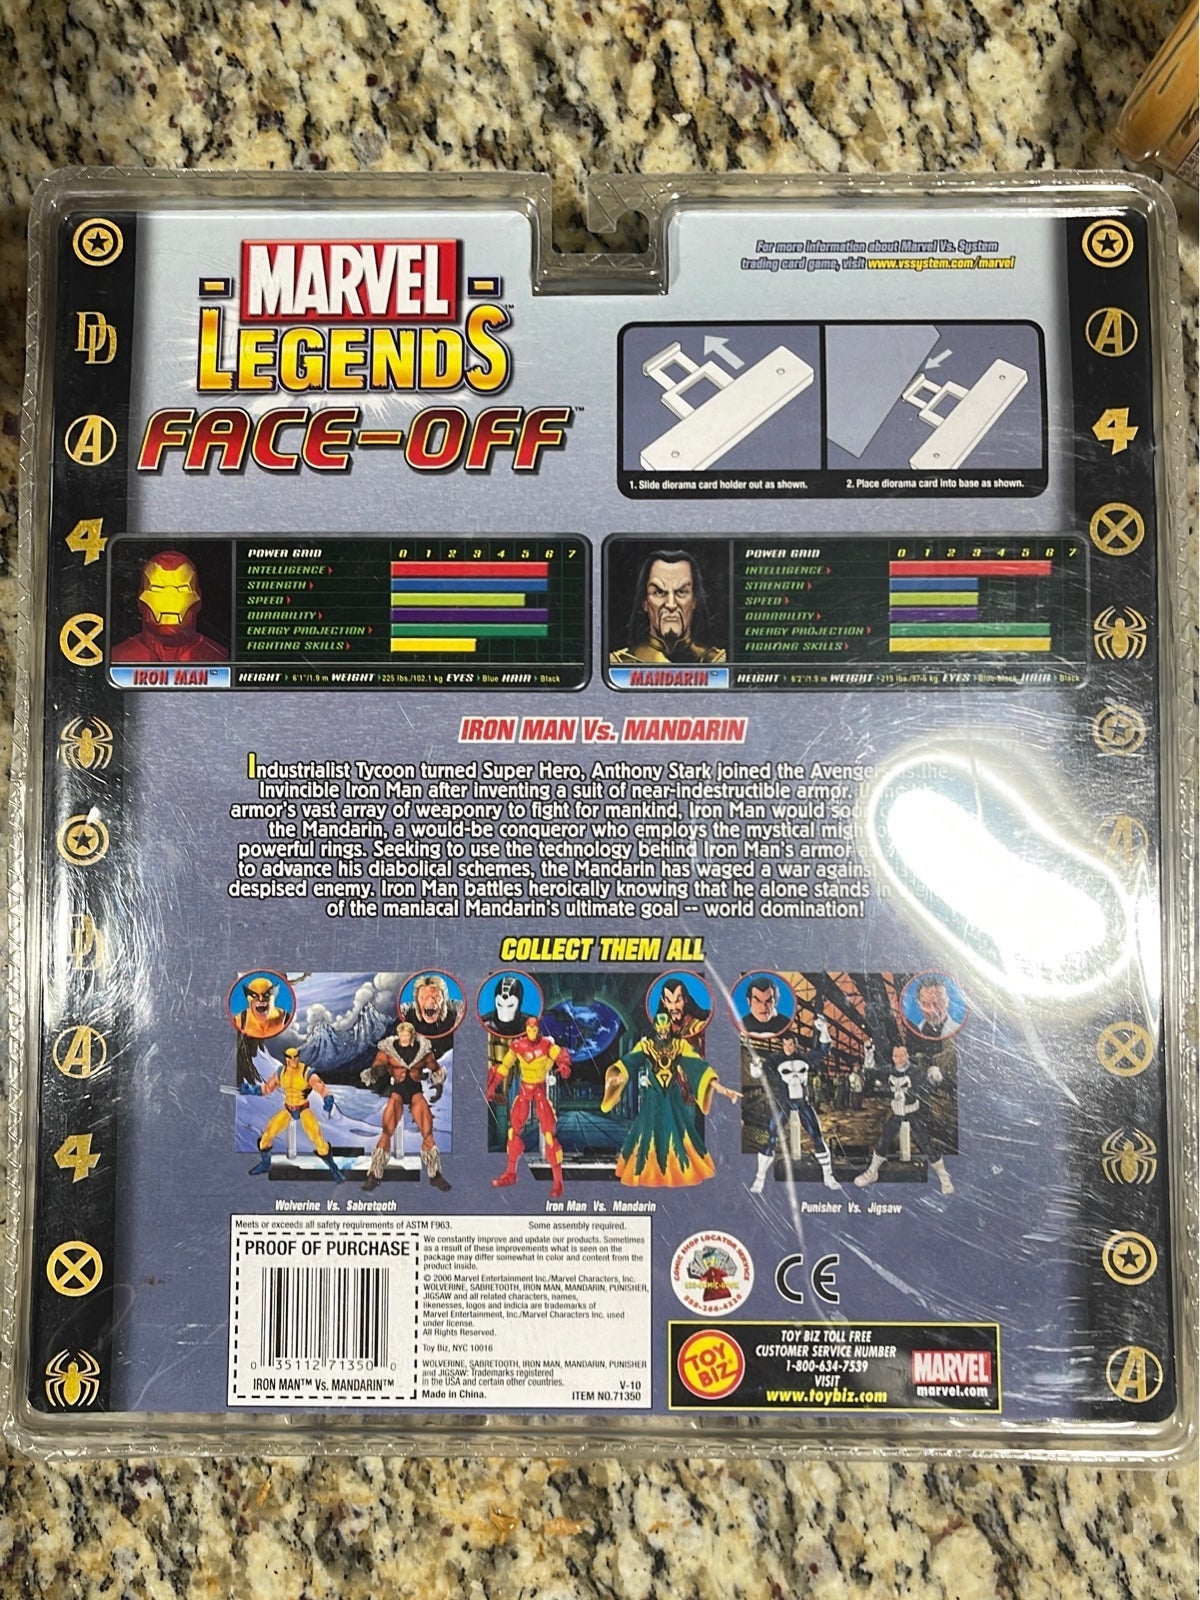 MARVEL
LEGENDS™
FACE-OFF™
For more information about Marvel Vs. System
trading card game, visit www.vssystem.com/marvel
1. Slide diorama card holder out as shown.
2. Place diorama card into base as shown.
POWER GRID 0 1 2 3 4 5 6 7
INTELLIGENCE
STRENGTH
SPEED
DURABILITY
ENERGY PROJECTION
FIGHTING SKILLS
IRON MAN™ HEIGHT 6'1"/1.9 m WEIGHT 225 lbs./102.1 kg EYES Blue HAIR Black
POWER GRID 0 1 2 3 4 5 6 7
INTELLIGENCE
STRENGTH
SPEED
DURABILITY
ENERGY PROJECTION
FIGHTING SKILLS
MANDARIN™ HEIGHT 6'2"/1.9 m WEIGHT EYES HAIR Black
IRON MAN Vs. MANDARIN
Industrialist Tycoon turned Super Hero, Anthony Stark joined the Avengers as the
Invincible Iron Man after inventing a suit of near-indestructible armor.
armor's vast array of weaponry to fight for mankind, Iron Man would soon
the Mandarin, a would-be conqueror who employs the mystical might
powerful rings. Seeking to use the technology behind Iron Man's armor
to advance his diabolical schemes, the Mandarin has waged a war against
despised enemy. Iron Man battles heroically knowing that he alone stands in
of the maniacal Mandarin's ultimate goal -- world domination!
COLLECT THEM ALL
Wolverine Vs. Sabretooth
Iron Man Vs. Mandarin
Punisher Vs. Jigsaw
Meets or exceeds all safety requirements of ASTM F963. Some assembly required.
PROOF OF PURCHASE
0 35112 71350 0
IRON MAN™ Vs. MANDARIN™
We constantly improve and update our products. Sometimes
as a result of these improvements what is seen on the
package may differ somewhat in color and content from the
product inside.
© 2006 Marvel Entertainment Inc./Marvel Characters, Inc.
WOLVERINE, SABRETOOTH, IRON MAN, MANDARIN, PUNISHER,
JIGSAW and all related characters, names,
likenesses, logos and indicia are trademarks of
Marvel Entertainment, Inc./Marvel Characters Inc. used
under license.
All Rights Reserved.
Toy Biz, NYC 10016
WOLVERINE, SABRETOOTH, IRON MAN, MANDARIN, PUNISHER
and JIGSAW: Trademarks registered
in the USA and certain other countries.
Made in China.
V-10
ITEM NO.71350
COMIC SHOP LOCATOR SERVICE
888-266-4226
CE
TOY BIZ®
TOY BIZ TOLL FREE
CUSTOMER SERVICE NUMBER
1-800-634-7539
VISIT
www.toybiz.com
MARVEL
marvel.com